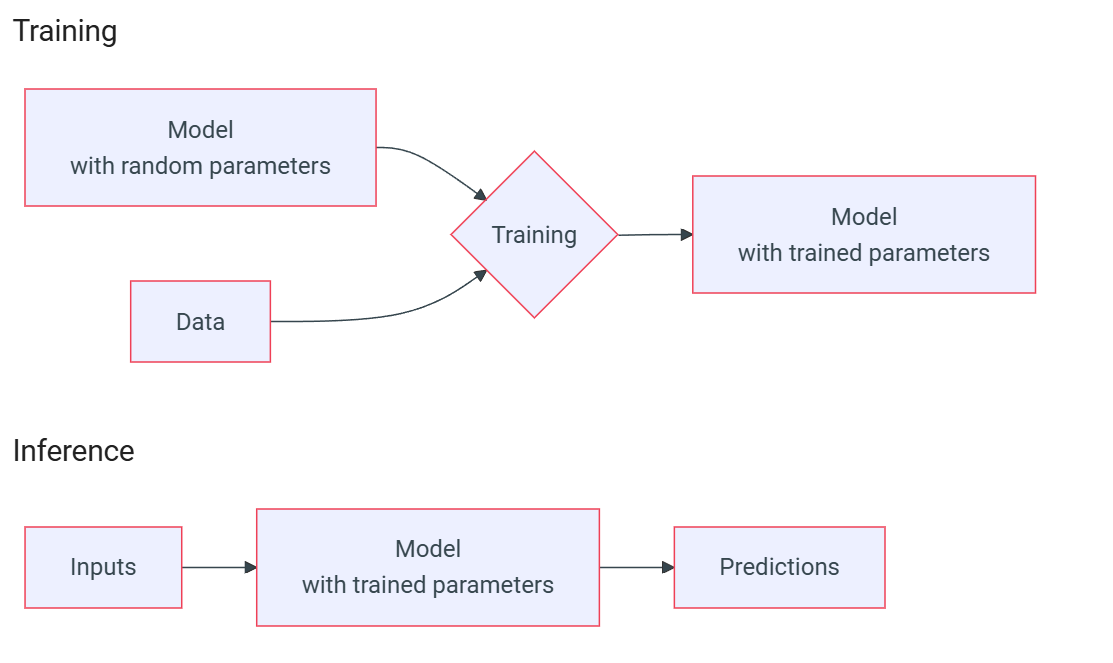 Training
Model
with random parameters
Data
Training
Model
with trained parameters
Inference
Inputs
Model
with trained parameters
Predictions